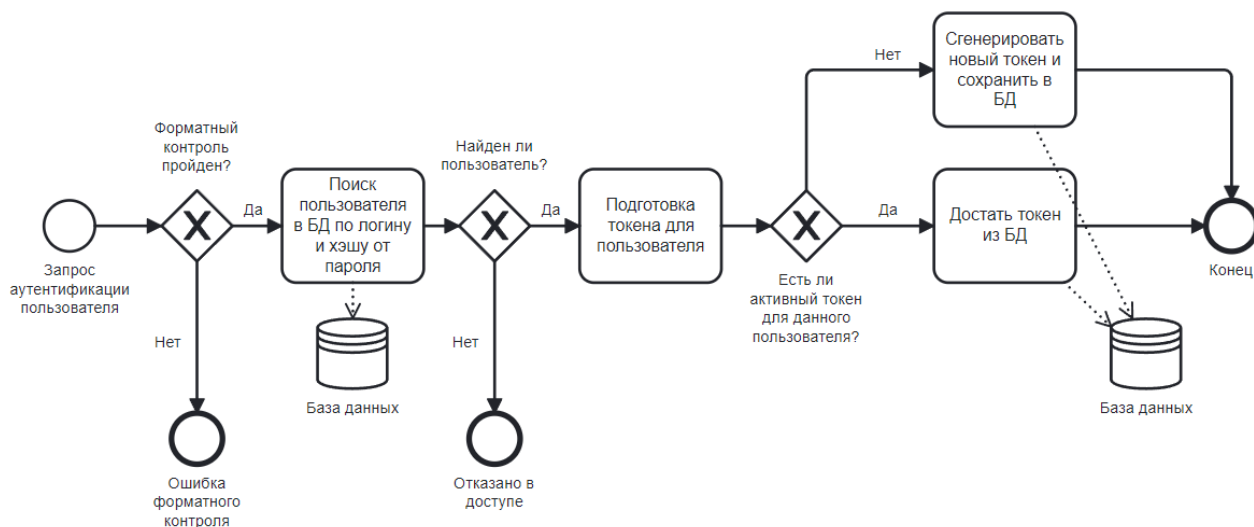 Сгенерировать
новый токен и
сохранить в
БД
Нет
Форматный
контроль
пройден?
Найден ли
пользователь?
Поиск
пользователя
в БД по логину
и хэшу от
пароля
Да
Да
Подготовка
токена для
пользователя
Да
Достать токен
из БД
Запрос
аутентификации
пользователя
Есть ли
активный токен
для данного
пользователя?
Конец
Нет
Нет
База данных
База данных
Ошибка
форматного
контроля
Отказано в
доступе